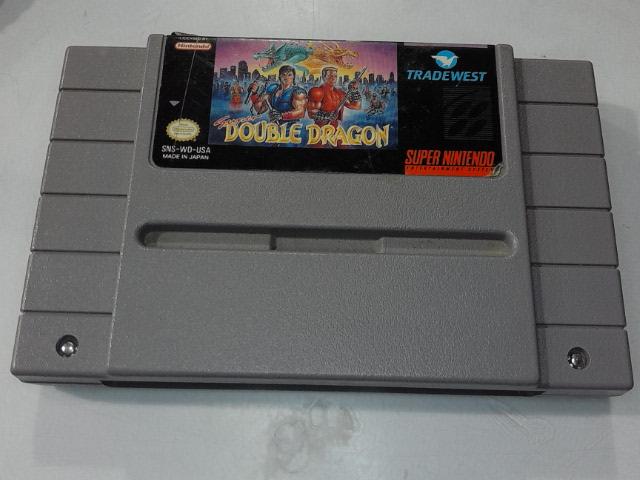 LICENSED BY
Nintendo
TRADEWEST
Super
DOUBLE DRAGON
SNS-WD-USA
MADE IN JAPAN
SUPER NINTENDO
ENTERTAINMENT SYSTEM